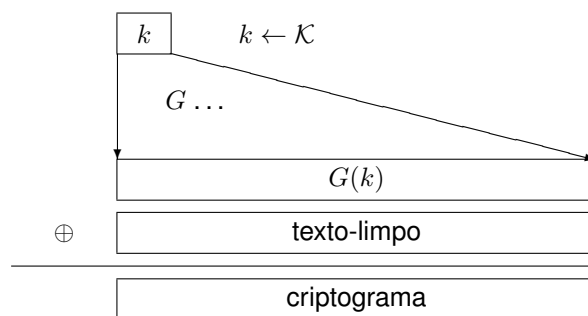 k k ← 𝒦
G …
G(k)
⊕ texto-limpo
criptograma